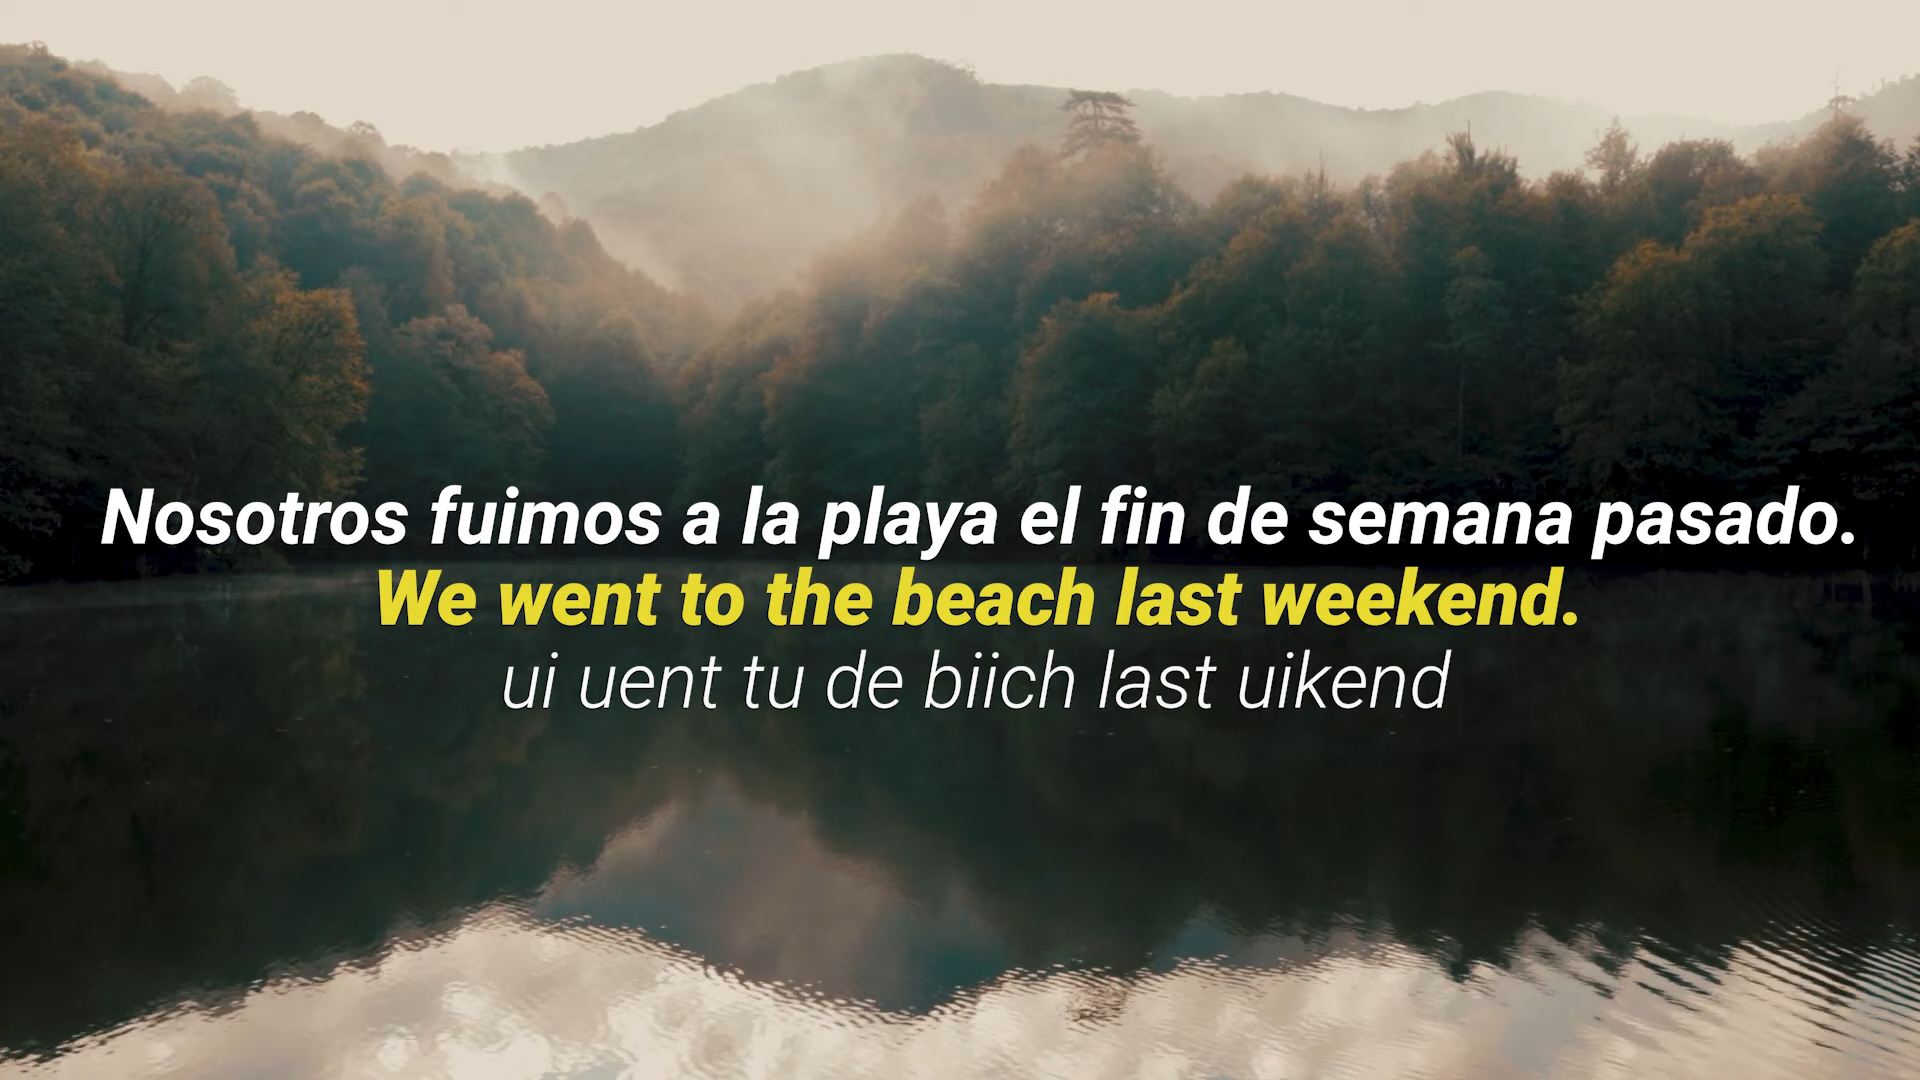 Nosotros fuimos a la playa el fin de semana pasado.
We went to the beach last weekend.
ui uent tu de biich last uikend